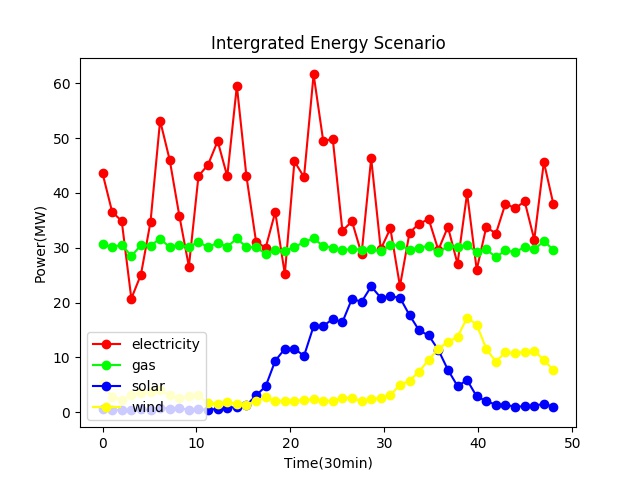 Intergrated Energy Scenario
Power(MW)
60
50
40
30
20
10
0
electricity
gas
solar
wind
0 10 20 30 40 50
Time(30min)